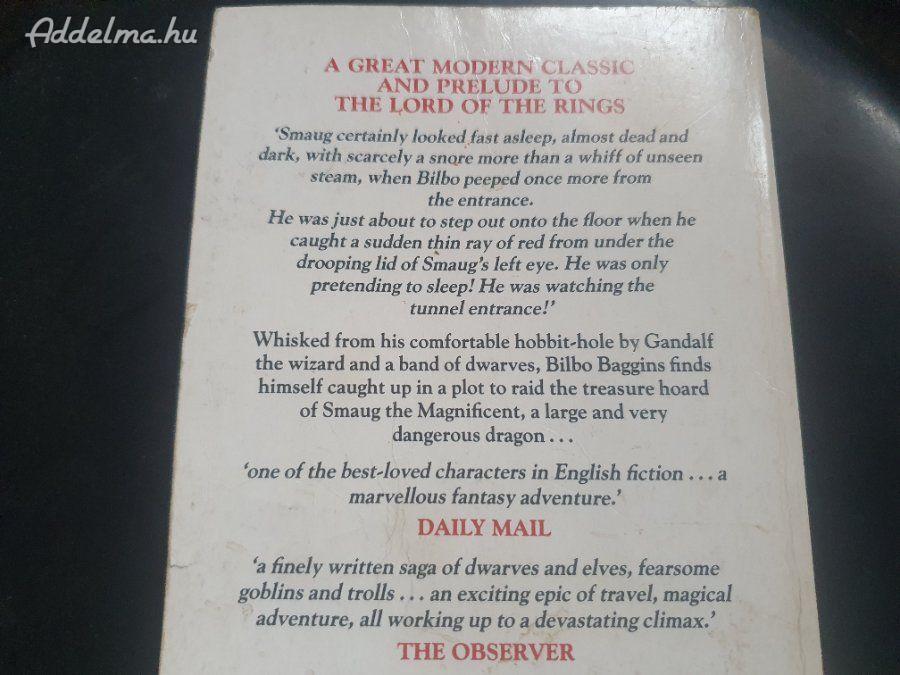 Addelma.hu
A GREAT MODERN CLASSIC
AND PRELUDE TO
THE LORD OF THE RINGS
‘Smaug certainly looked fast asleep, almost dead and
dark, with scarcely a snore more than a whiff of unseen
steam, when Bilbo peeped once more from
the entrance.
He was just about to step out onto the floor when he
caught a sudden thin ray of red from under the
drooping lid of Smaug's left eye. He was only
pretending to sleep! He was watching the
tunnel entrance!’
Whisked from his comfortable hobbit-hole by Gandalf
the wizard and a band of dwarves, Bilbo Baggins finds
himself caught up in a plot to raid the treasure hoard
of Smaug the Magnificent, a large and very
dangerous dragon...
‘one of the best-loved characters in English fiction... a
marvellous fantasy adventure.’
DAILY MAIL
‘a finely written saga of dwarves and elves, fearsome
goblins and trolls... an exciting epic of travel, magical
adventure, all working up to a devastating climax.’
THE OBSERVER